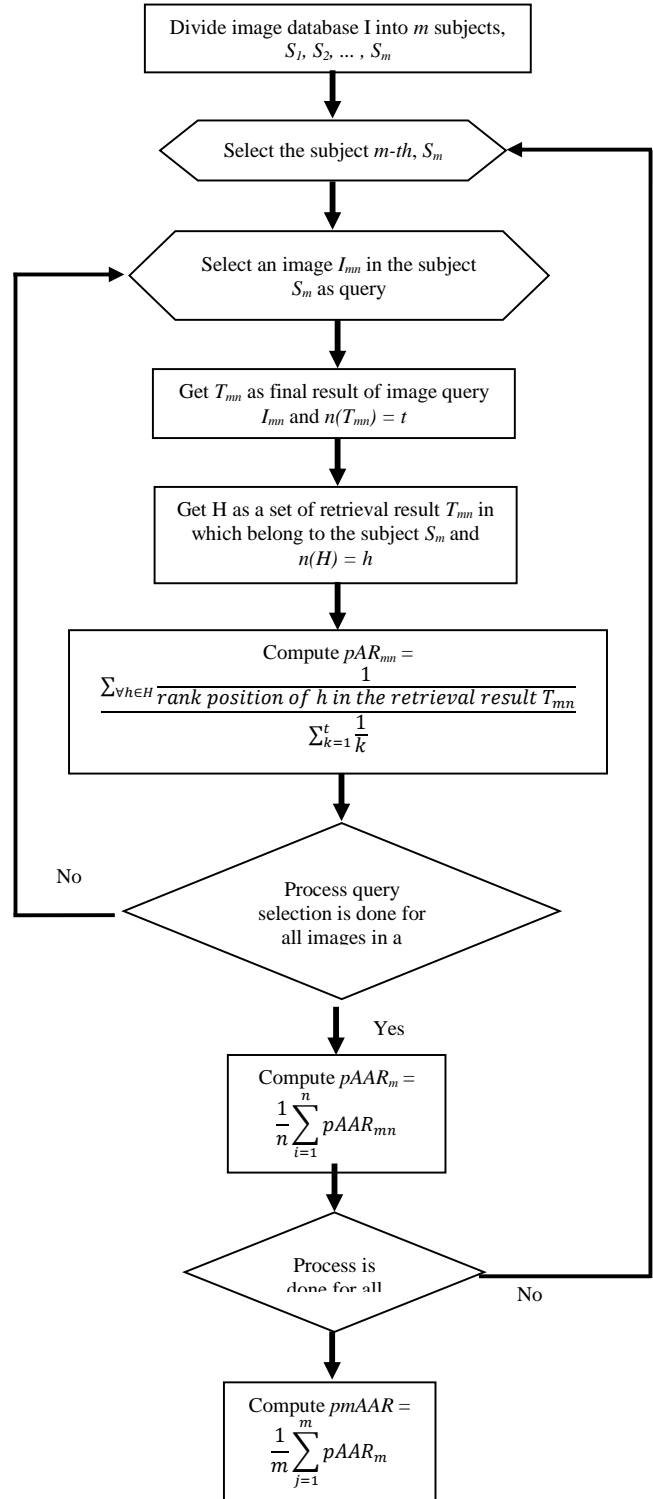 Divide image database I into m subjects,
S1, S2, ... , Sm
Select the subject m-th, Sm
Select an image Imn in the subject
Sm as query
Get Tmn as final result of image query
Imn and n(Tmn) = t
Get H as a set of retrieval result Tmn in
which belong to the subject Sm and
n(H) = h
Compute pARmn =
∑∀h∈H 1 / rank position of h in the retrieval result Tmn
∑k=1^t 1/k
No
Process query
selection is done for
all images in a
Yes
Compute pAARm =
1/n ∑i=1^n pAARmn
Process is
done for all
No
Compute pmAAR =
1/m ∑j=1^m pAARm